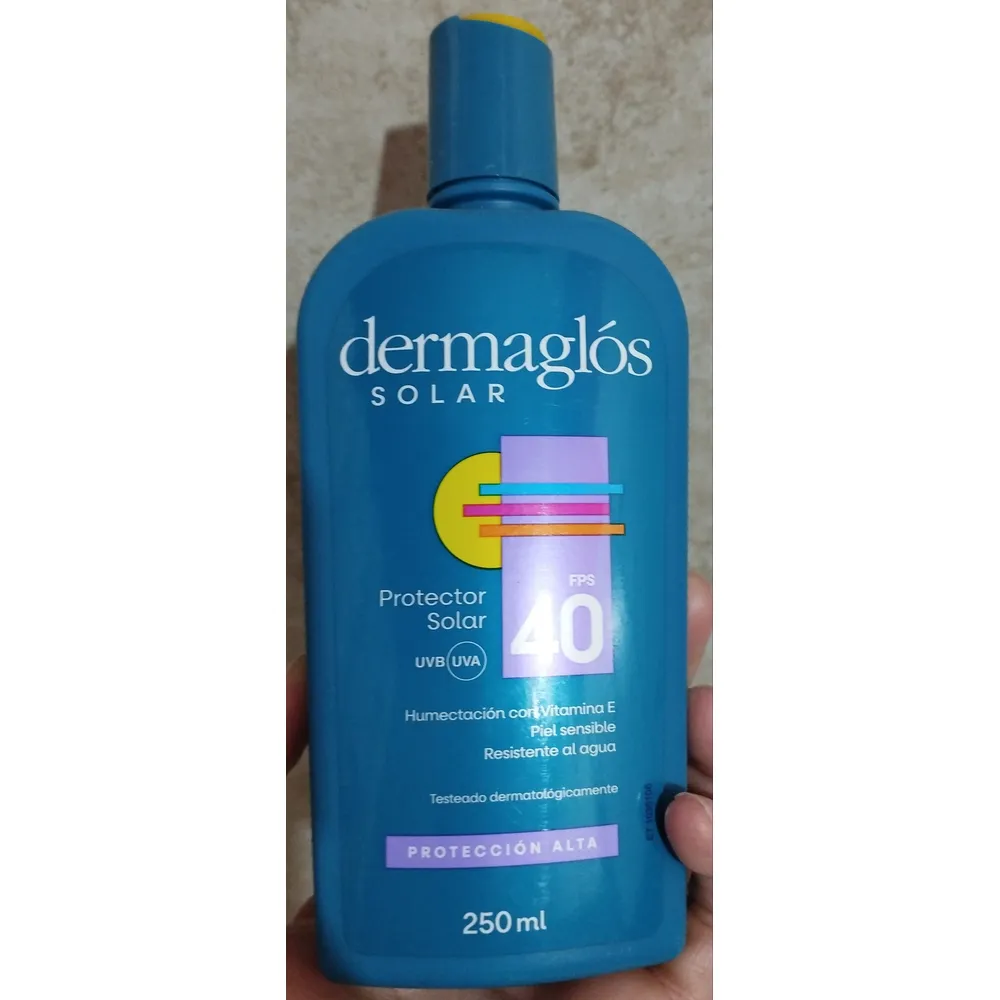 dermaglós
SOLAR
FPS
40
Protector
Solar
UVB UVA
Humectación con Vitamina E
Piel sensible
Resistente al agua
Testeado dermatológicamente
PROTECCIÓN ALTA
250 ml